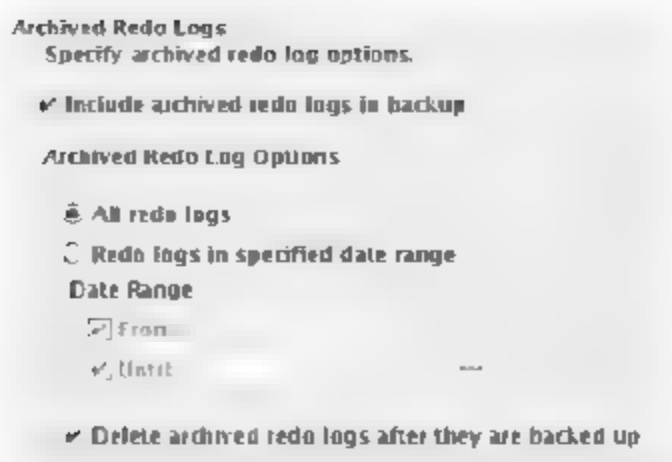 Archived Redo Logs
Specify archived redo log options.
Include archived redo logs in backup
Archived Redo Log Options
All redo logs
Redo logs in specified date range
Date Range
From
Until
Delete archived redo logs after they are backed up